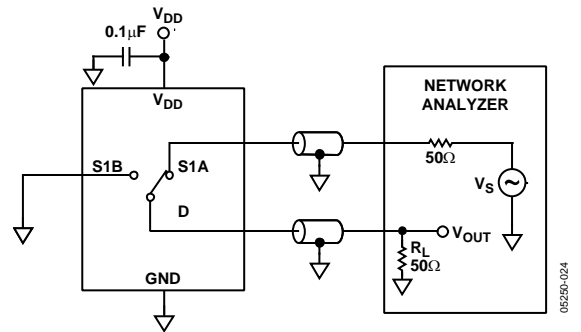 VDD
0.1µF
VDD
NETWORK
ANALYZER
S1B
S1A
50Ω
VS
D
VOUT
RL
50Ω
GND
05250-024